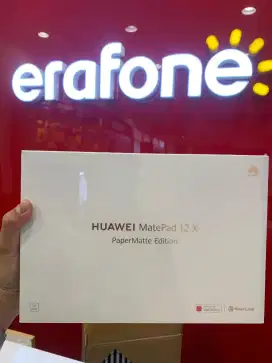 erafone
HUAWEI MatePad 12 X
PaperMatte Edition